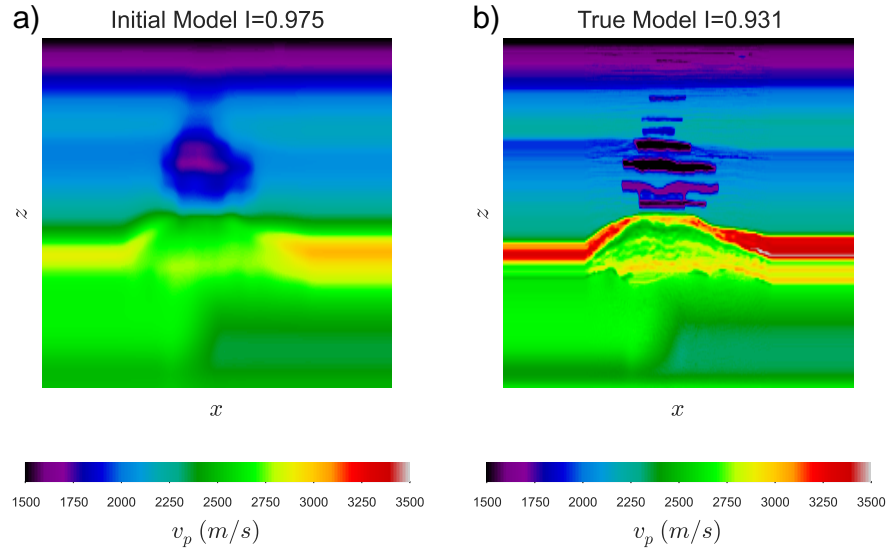 a) Initial Model I=0.975
b) True Model I=0.931
z
z
x
x
1500 1750 2000 2250 2500 2750 3000 3250 3500
1500 1750 2000 2250 2500 2750 3000 3250 3500
v_p (m/s)
v_p (m/s)